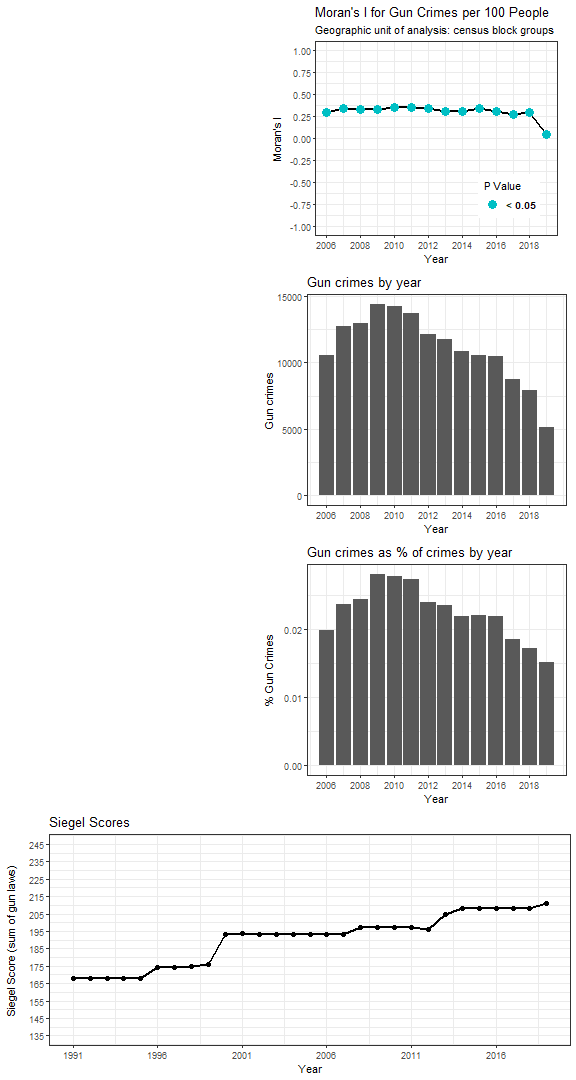 Moran's I for Gun Crimes per 100 People
Geographic unit of analysis: census block groups
1.00
0.75
0.50
0.25
0.00
-0.25
-0.50
-0.75
-1.00
Moran's I
P Value
< 0.05
2006 2008 2010 2012 2014 2016 2018
Year
Gun crimes by year
15000
10000
5000
0
Gun crimes
2006 2008 2010 2012 2014 2016 2018
Year
Gun crimes as % of crimes by year
0.02
0.01
0.00
% Gun Crimes
2006 2008 2010 2012 2014 2016 2018
Year
Siegel Scores
245
235
225
215
205
195
185
175
165
155
145
135
Siegel Score (sum of gun laws)
1991 1996 2001 2006 2011 2016
Year